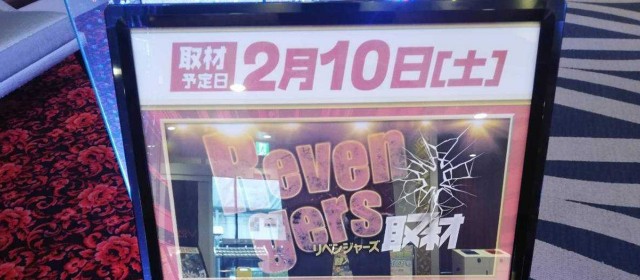 取材
予定日
2月10日[土]
Reven
gers
リベンジャーズ取材